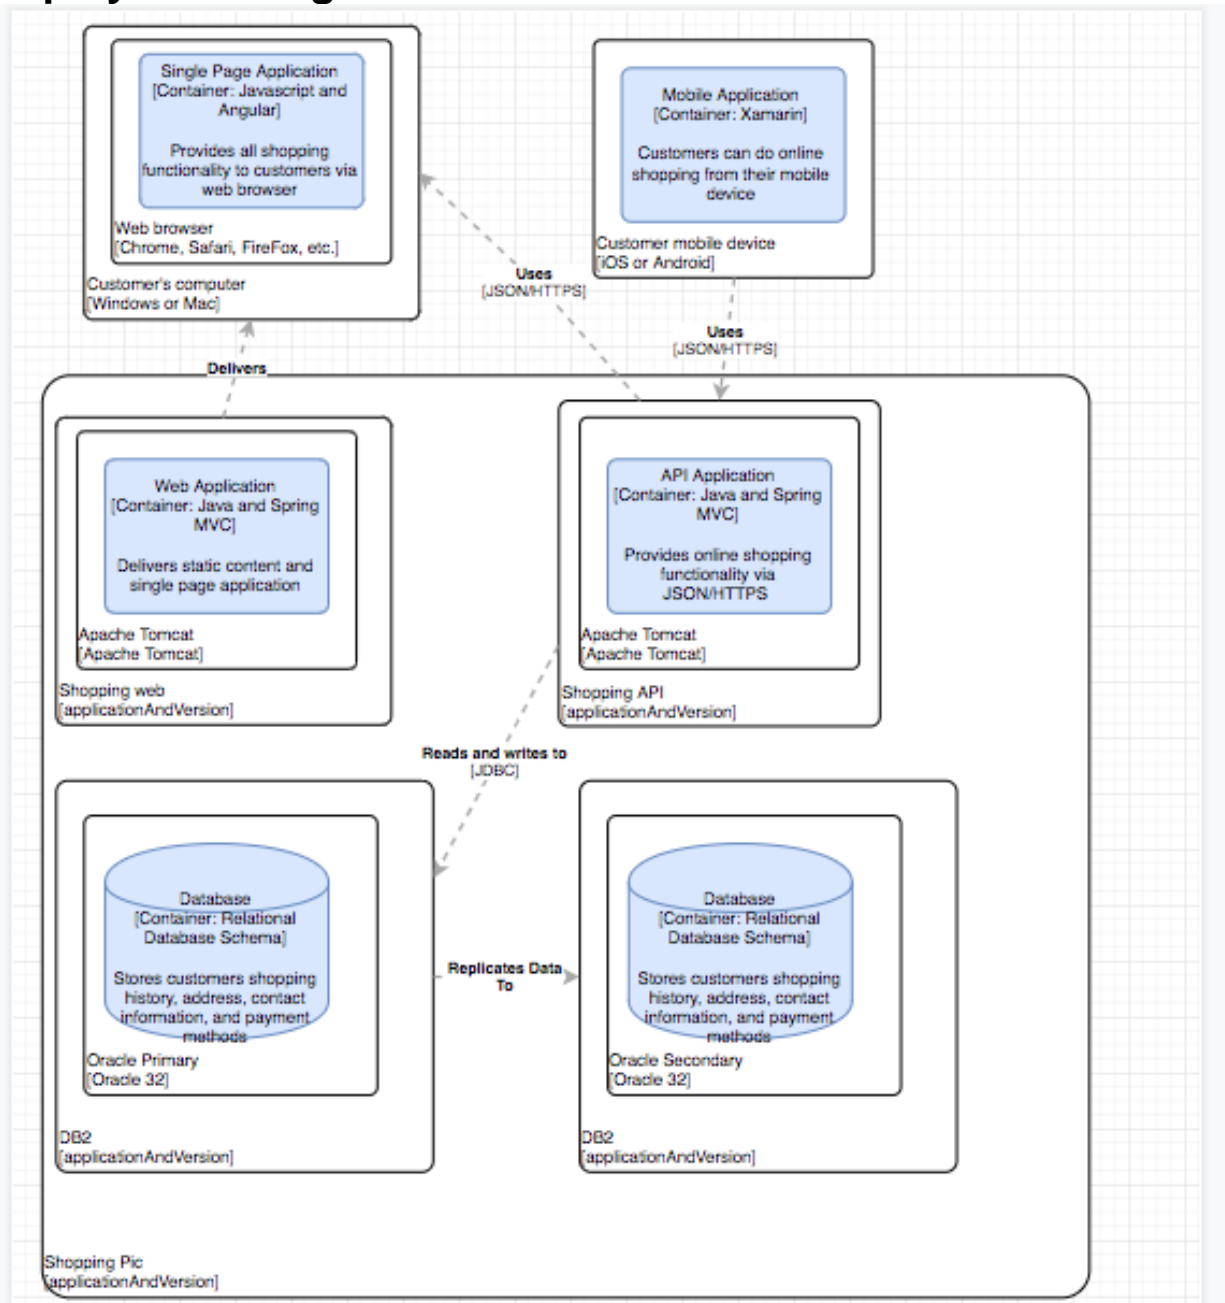 Single Page Application
[Container: Javascript and
Angular]
Provides all shopping
functionality to customers via
web browser
Web browser
[Chrome, Safari, FireFox, etc.]
Customer's computer
[Windows or Mac]
Mobile Application
[Container: Xamarin]
Customers can do online
shopping from their mobile
device
Customer mobile device
[iOS or Android]
Uses
[JSON/HTTPS]
Uses
[JSON/HTTPS]
Delivers
Web Application
[Container: Java and Spring
MVC]
Delivers static content and
single page application
Apache Tomcat
[Apache Tomcat]
Shopping web
[applicationAndVersion]
API Application
[Container: Java and Spring
MVC]
Provides online shopping
functionality via
JSON/HTTPS
Apache Tomcat
[Apache Tomcat]
Shopping API
[applicationAndVersion]
Reads and writes to
[JDBC]
Database
[Container: Relational
Database Schema]
Stores customers shopping
history, address, contact
information, and payment
methods
Oracle Primary
[Oracle 32]
DB2
[applicationAndVersion]
Replicates Data
To
Database
[Container: Relational
Database Schema]
Stores customers shopping
history, address, contact
information, and payment
methods
Oracle Secondary
[Oracle 32]
DB2
[applicationAndVersion]
Shopping Pic
[applicationAndVersion]